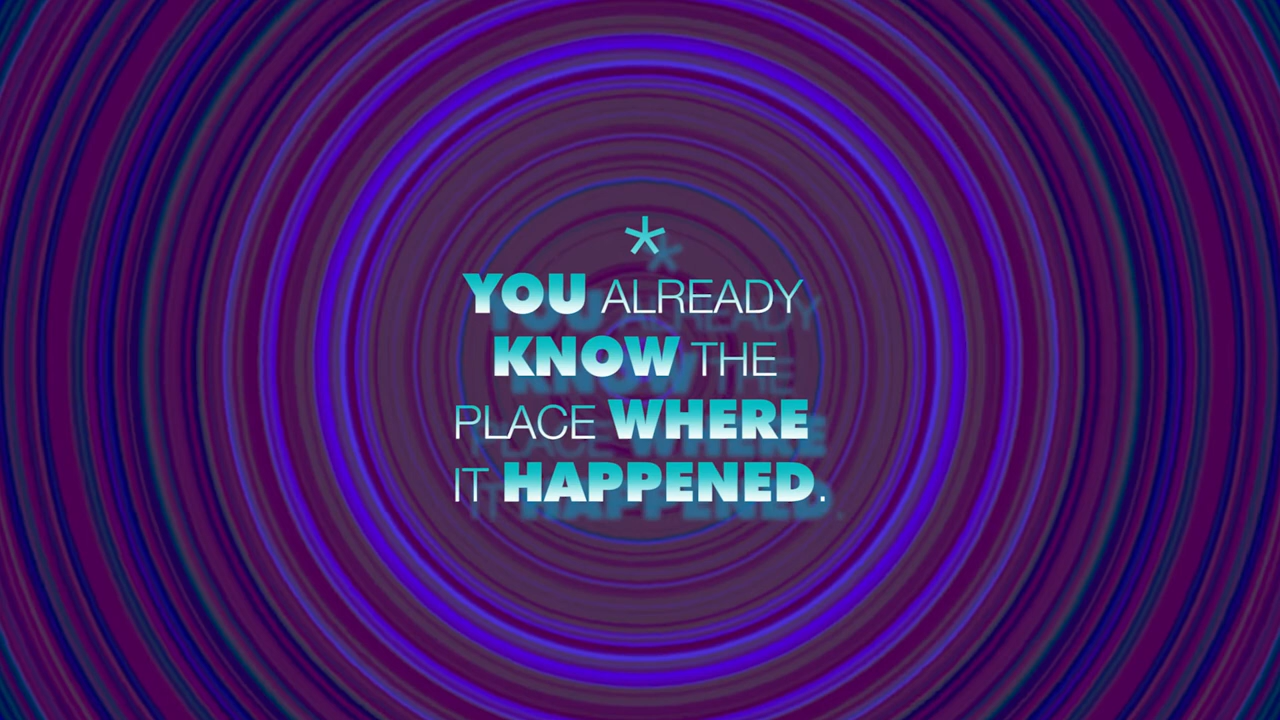 *
YOU ALREADY
KNOW THE
PLACE WHERE
IT HAPPENED.